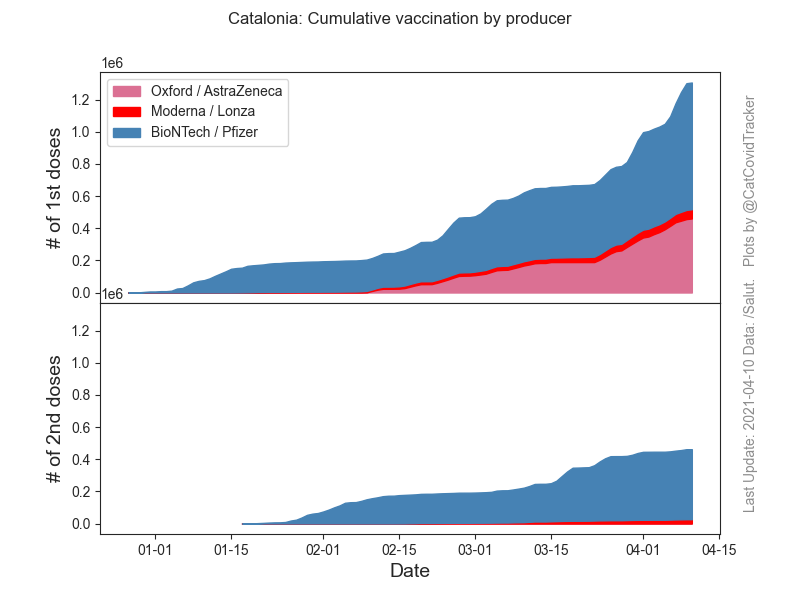 Catalonia: Cumulative vaccination by producer
1e6
Oxford / AstraZeneca
Moderna / Lonza
BioNTech / Pfizer
# of 1st doses
1.2
1.0
0.8
0.6
0.4
0.2
0.0
1e6
# of 2nd doses
1.2
1.0
0.8
0.6
0.4
0.2
0.0
01-01 01-15 02-01 02-15 03-01 03-15 04-01 04-15
Date
Last Update: 2021-04-10 Data: /Salut. Plots by @CatCovidTracker